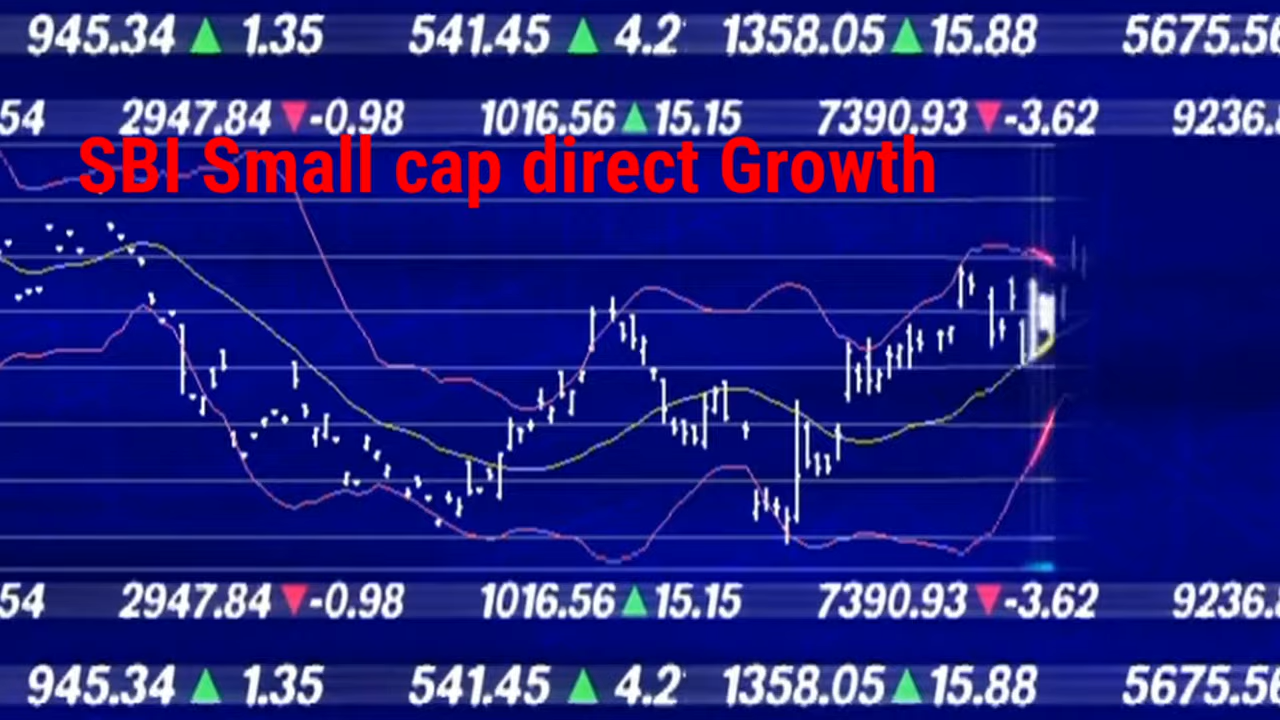 945.34 ▲ 1.35 541.45 ▲ 4.2 1358.05 ▲ 15.88 5675.56
54 2947.84 ▼ -0.98 1016.56 ▲ 15.15 7390.93 ▼ -3.62 9236.
SBI Small cap direct Growth
54 2947.84 ▼ -0.98 1016.56 ▲ 15.15 7390.93 ▼ -3.62 9236.
945.34 ▲ 1.35 541.45 ▲ 4.2 1358.05 ▲ 15.88 5675.56